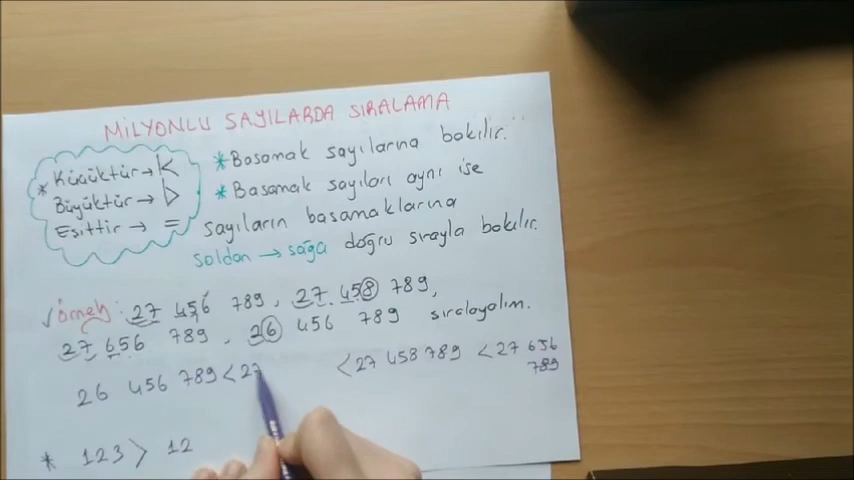 MİLYONLU SAYILARDA SIRALAMA
* Küçüktür → <
Büyüktür → >
Eşittir → =
* Basamak sayılarına bakılır.
* Basamak sayıları aynı ise
sayıların basamaklarına
soldan → sağa doğru sırayla bakılır.
√ Örnek: 27 456 789, 27 458 789,
27 656 789, 26 456 789 sıralayalım.
26 456 789 < 27 < 27 458 789 < 27 656
789
* 123 > 12